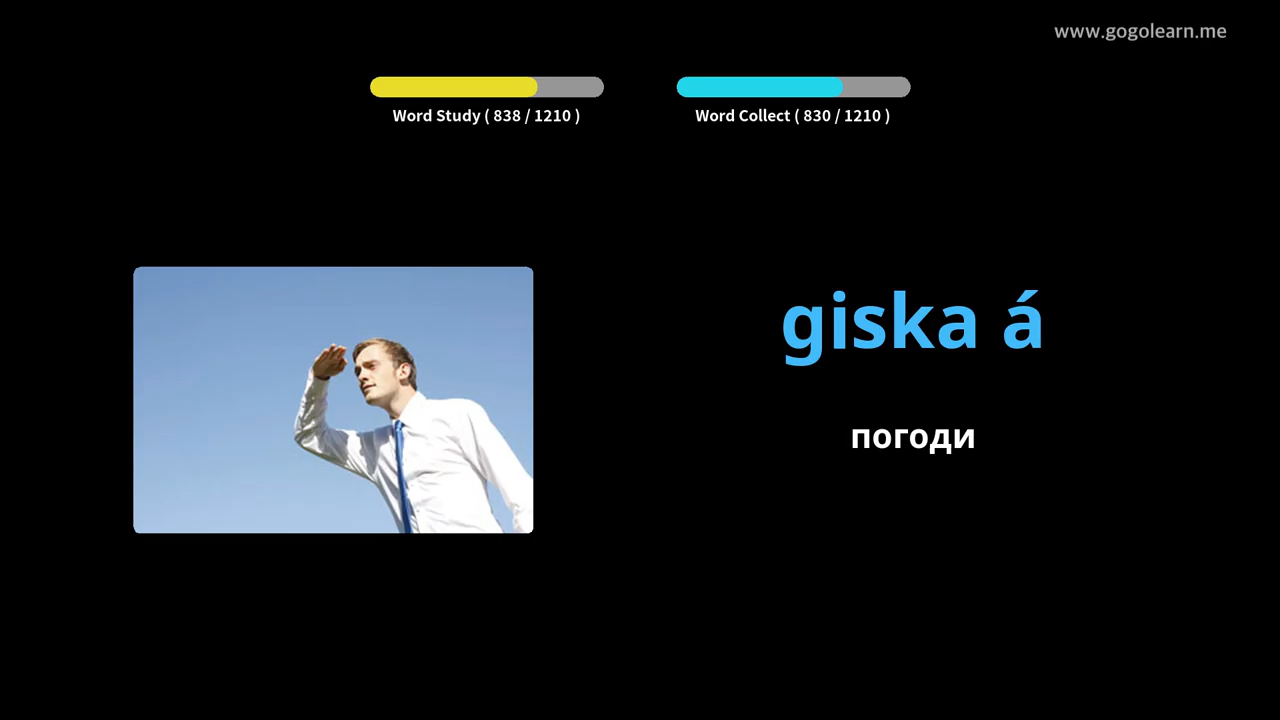 www.gogolearn.me
Word Study ( 838 / 1210 )
Word Collect ( 830 / 1210 )
giska á
погоди